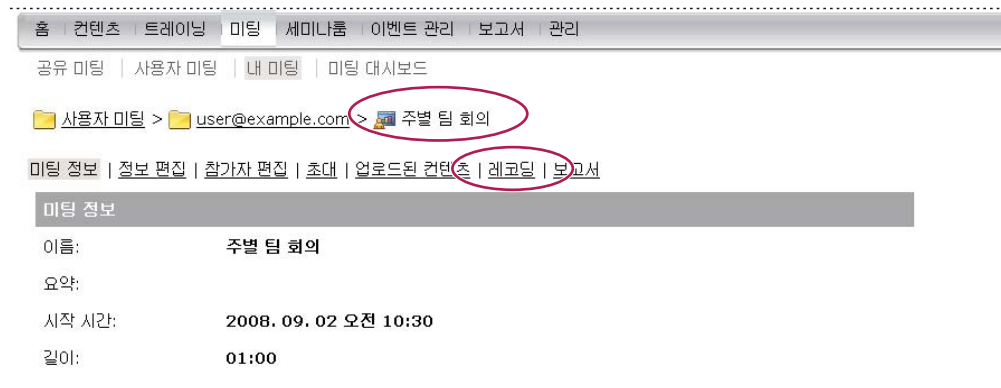 홈 컨텐츠 트레이닝 미팅 세미나룸 이벤트 관리 보고서 관리
공유 미팅 | 사용자 미팅 | 내 미팅 | 미팅 대시보드
사용자 미팅 > user@example.com > 주별 팀 회의
미팅 정보 | 정보 편집 | 참가자 편집 | 초대 | 업로드된 컨텐츠 | 레코딩 | 보고서
미팅 정보
이름: 주별 팀 회의
요약:
시작 시간: 2008. 09. 02 오전 10:30
길이: 01:00